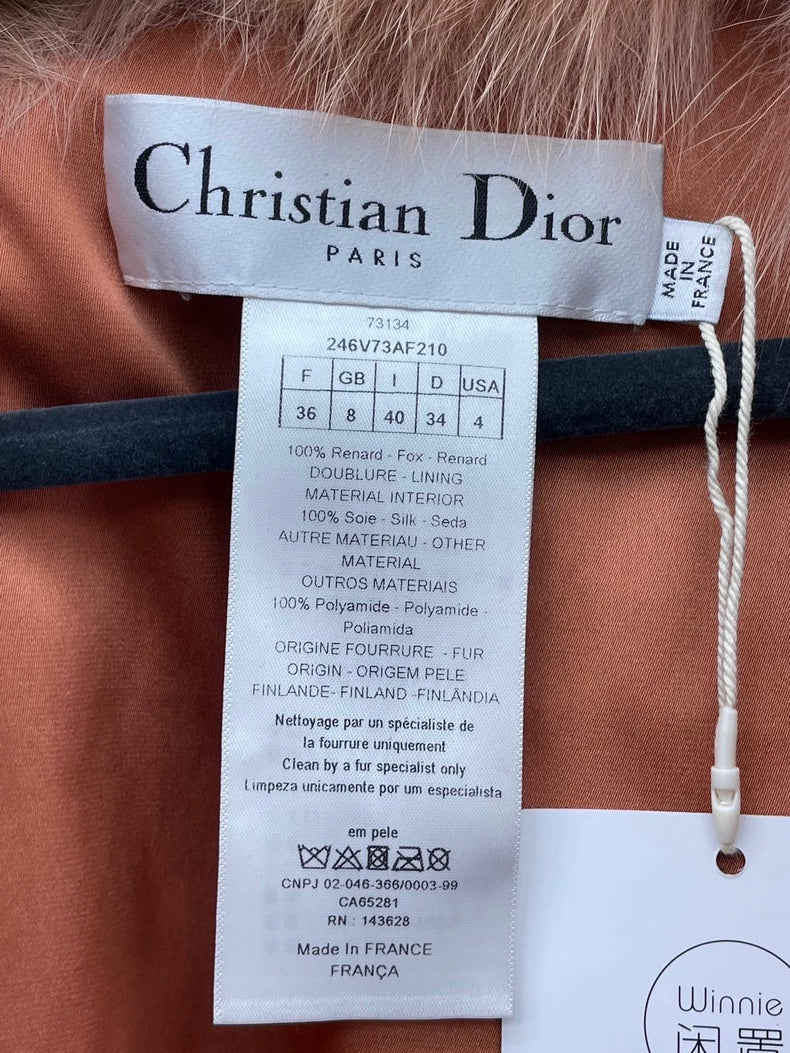 Christian Dior
PARIS
MADE
IN
FRANCE
73134
246V73AF210
F GB I D USA
36 8 40 34 4
100% Renard - Fox - Renard
DOUBLURE - LINING
MATERIAL INTERIOR
100% Soie - Silk - Seda
AUTRE MATERIAU - OTHER
MATERIAL
OUTROS MATERIAIS
100% Polyamide - Polyamide -
Poliamida
ORIGINE FOURRURE - FUR
ORIGIN - ORIGEM PELE
FINLANDE- FINLAND -FINLÂNDIA
Nettoyage par un spécialiste de
la fourrure uniquement
Clean by a fur specialist only
Limpeza unicamente por um especialista
em pele
CNPJ 02-046-366/0003-99
CA65281
RN : 143628
Made In FRANCE
FRANÇA
Winnie
闲置